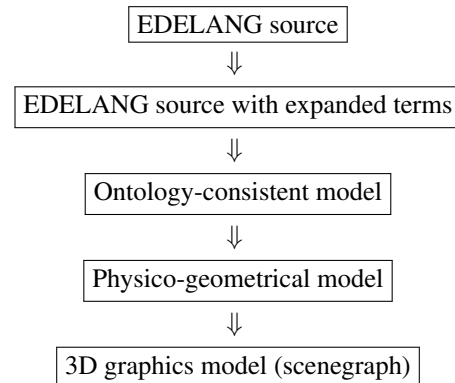 EDELANG source
⇓
EDELANG source with expanded terms
⇓
Ontology-consistent model
⇓
Physico-geometrical model
⇓
3D graphics model (scenegraph)